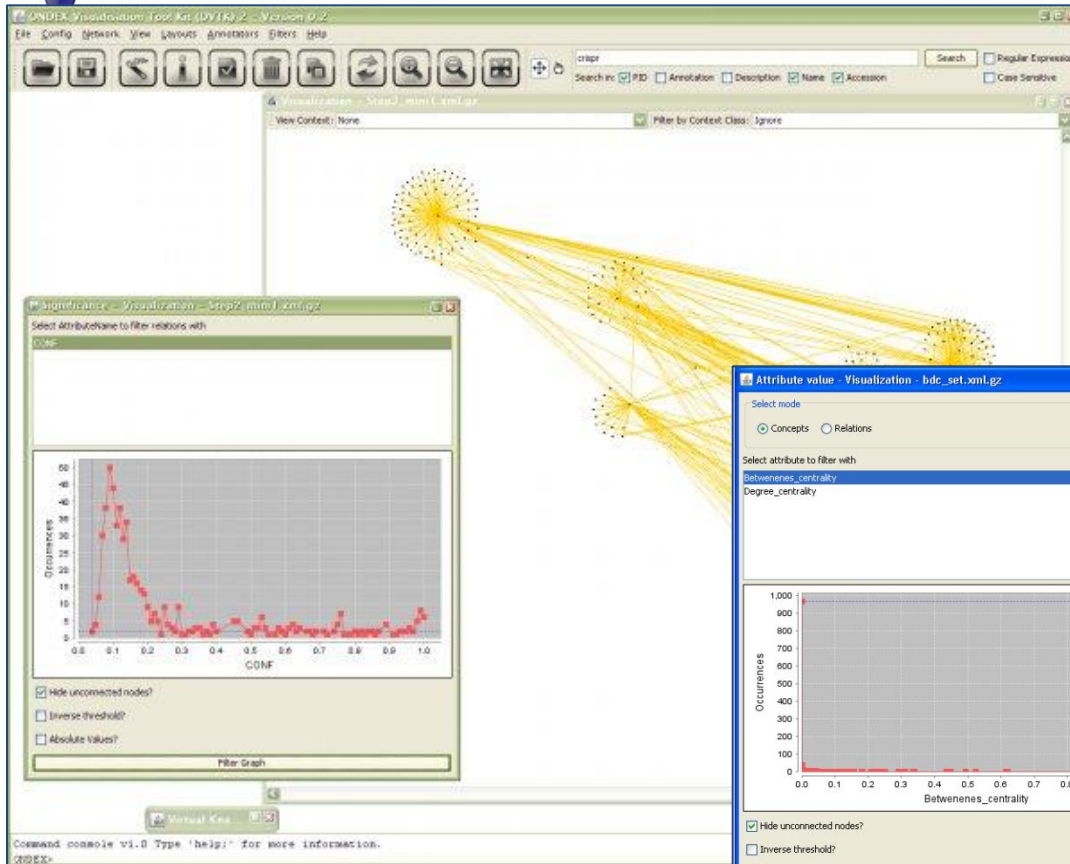 ONDEX Visualisation Tool Kit (OVTK) 2 - Version 0.2
File Config Network View Layouts Annotators Filters Help
crispr
Search
Regular Expression
Search in: PID Annotation Description Name Accession
Case Sensitive
Visualization - Step2_mini1.xml.gz
View Context: None
Filter by Context Class: Ignore
Significance - Visualization - Step2_mini1.xml.gz
Select AttributeName to filter relations with
CONF
50
45
40
35
30
25
20
15
10
5
0
Occurrences
0.0 0.1 0.2 0.3 0.4 0.5 0.6 0.7 0.8 0.9 1.0
CONF
Hide unconnected nodes?
Inverse threshold?
Absolute Values?
Filter Graph
Attribute value - Visualization - bdc_set.xml.gz
Select mode
Concepts Relations
Select attribute to filter with
Betwenenes_centrality
Degree_centrality
1,000
900
800
700
600
500
400
300
200
100
0
Occurrences
0.0 0.1 0.2 0.3 0.4 0.5 0.6 0.7
Betwenenes_centrality
Hide unconnected nodes?
Inverse threshold?
Virtual
Command console v1.0 Type 'help;' for more information.
ONDEX>